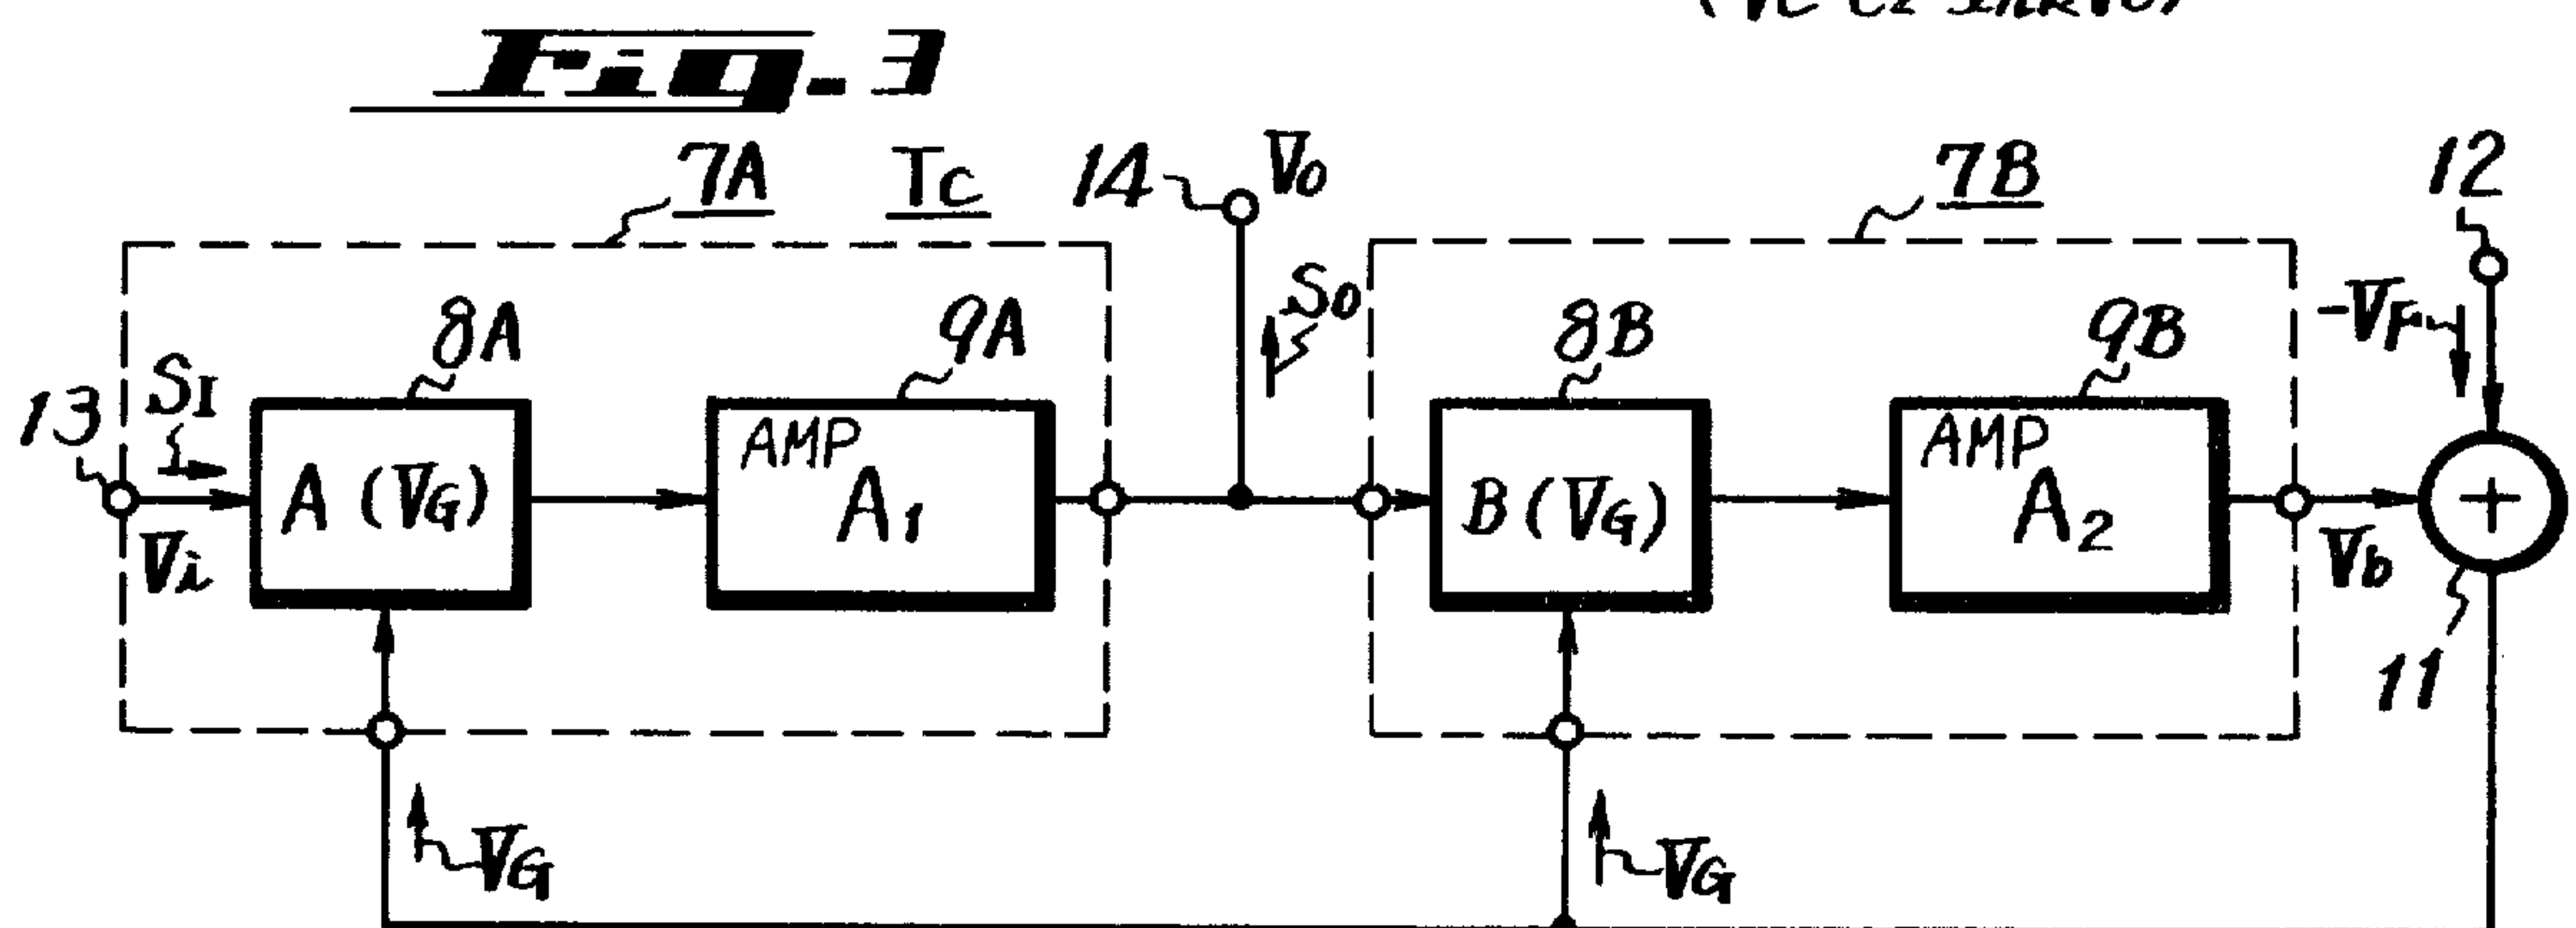 Fig-3
7A
Tc
14
Vo
7B
12
So
8A
9A
8B
9B
-VF
13
SI
A (VG)
AMP
A1
B (VG)
AMP
A2
+
Vi
Vb
11
VG
VG